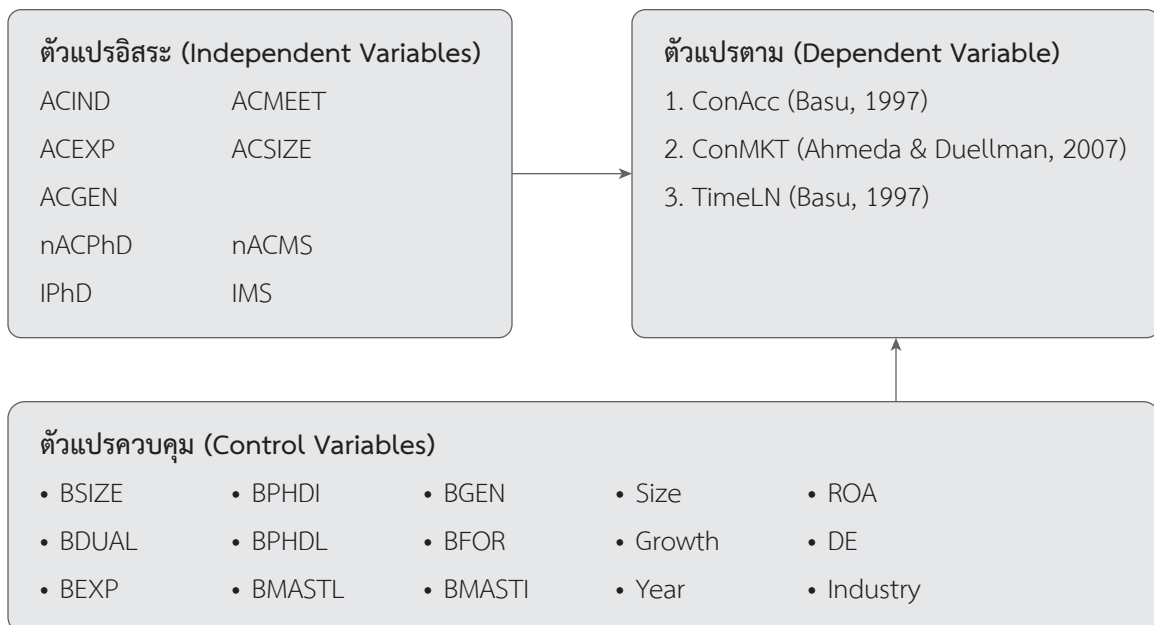 ตัวแปรอิสระ (Independent Variables)
ACIND ACMEET
ACEXP ACSIZE
ACGEN
nACPhD nACMS
IPhD IMS
ตัวแปรตาม (Dependent Variable)
1. ConAcc (Basu, 1997)
2. ConMKT (Ahmeda & Duellman, 2007)
3. TimeLN (Basu, 1997)
ตัวแปรควบคุม (Control Variables)
• BSIZE • BPHDI • BGEN • Size • ROA
• BDUAL • BPHDL • BFOR • Growth • DE
• BEXP • BMASTL • BMASTI • Year • Industry